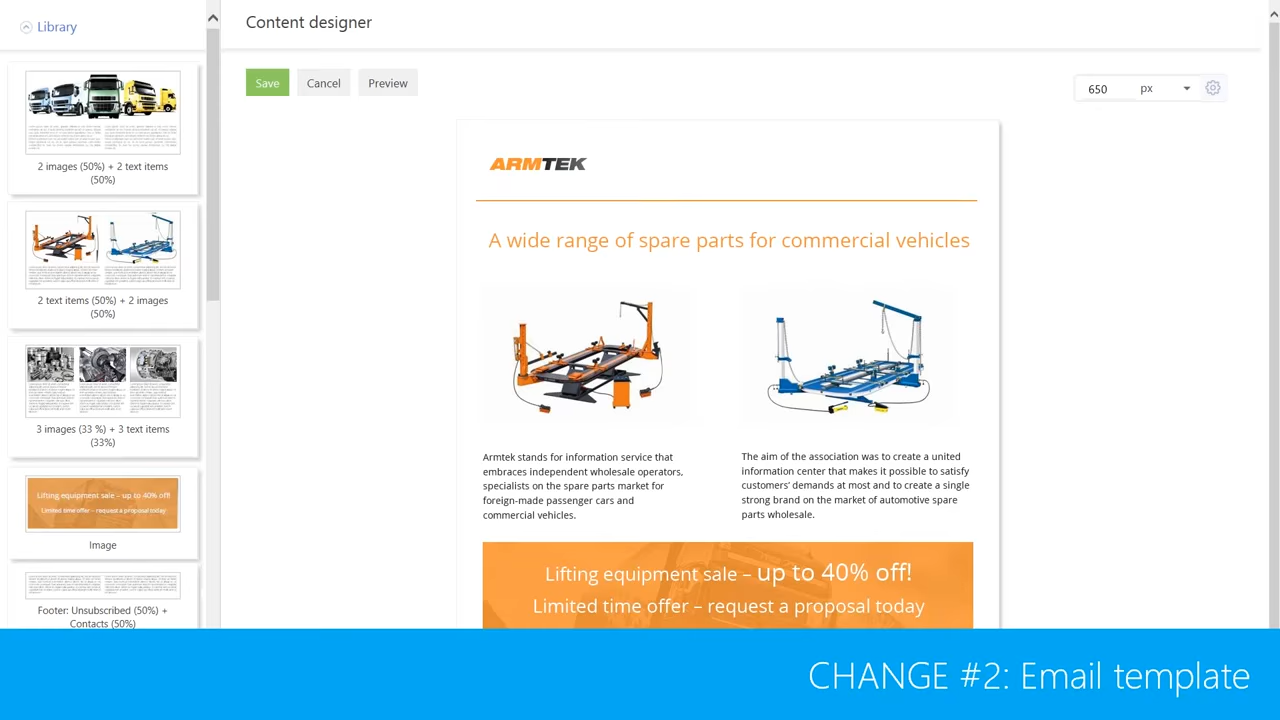 Library
Content designer
Save
Cancel
Preview
650
px
2 images (50%) + 2 text items
(50%)
2 text items (50%) + 2 images
(50%)
3 images (33 %) + 3 text items
(33%)
Lifting equipment sale – up to 40% off!
Limited time offer – request a proposal today
Image
Footer: Unsubscribed (50%) +
Contacts (50%)
ARMTEK
A wide range of spare parts for commercial vehicles
Armtek stands for information service that
embraces independent wholesale operators,
specialists on the spare parts market for
foreign-made passenger cars and
commercial vehicles.
The aim of the association was to create a united
information center that makes it possible to satisfy
customers' demands at most and to create a single
strong brand on the market of automotive spare
parts wholesale.
Lifting equipment sale – up to 40% off!
Limited time offer – request a proposal today
CHANGE #2: Email template